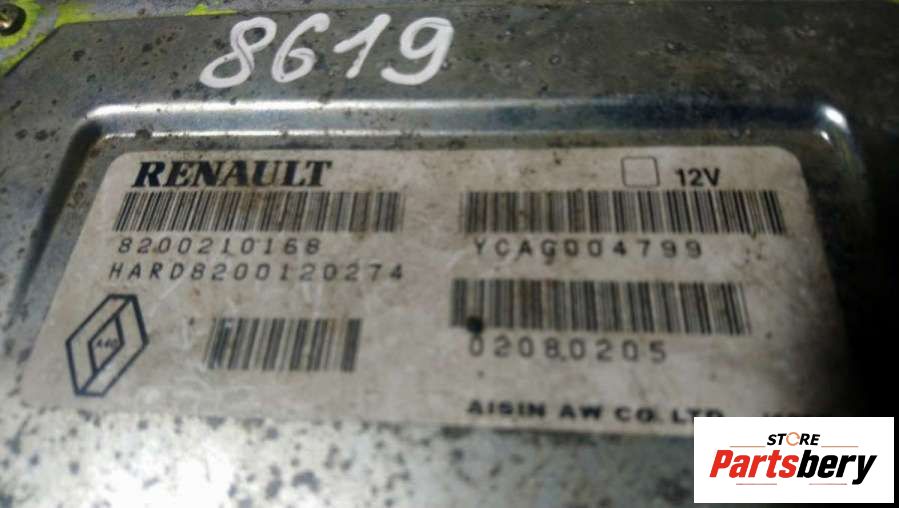 8619
RENAULT
12V
8200210168
YCAG004799
HARD8200120274
02080205
AISIN AW CO. LTD
STORE
Partsbery